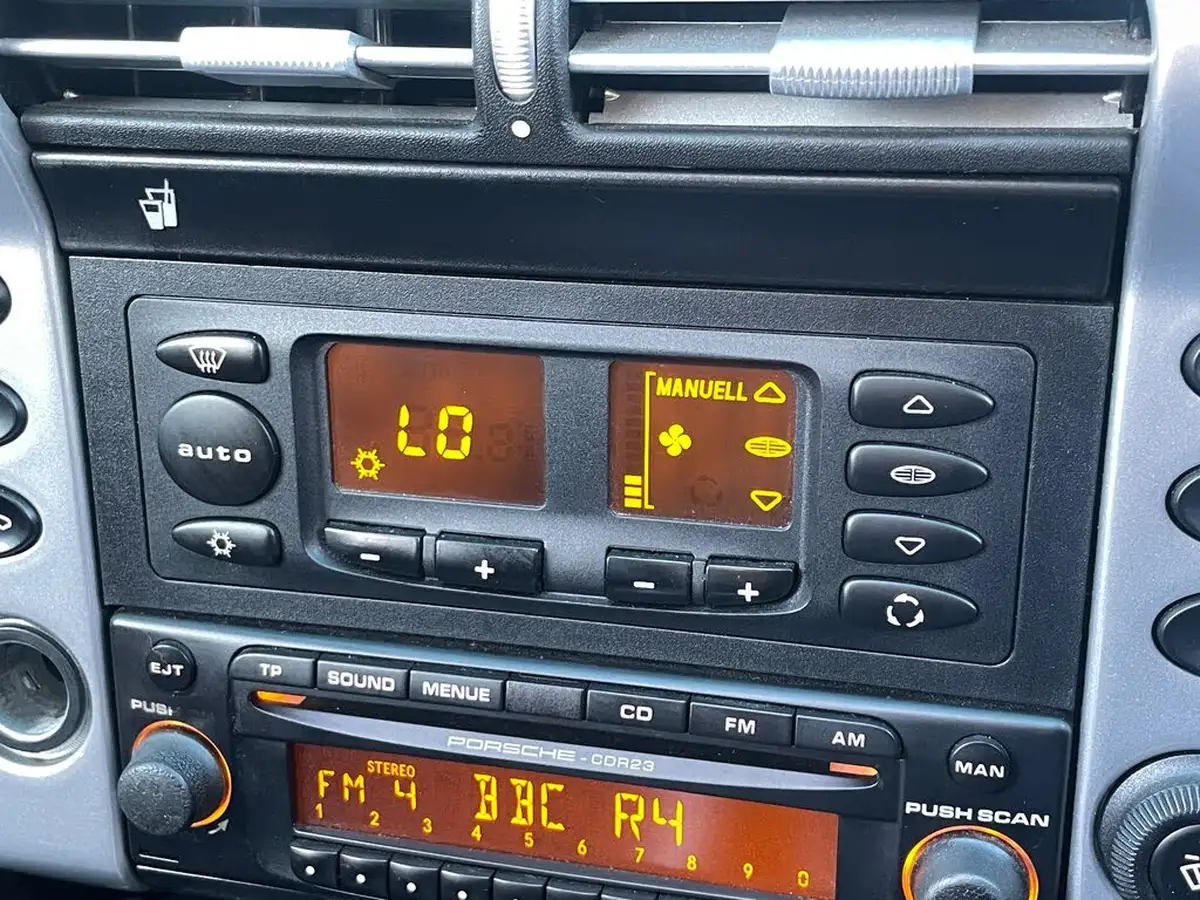 MANUELL
LO
auto
- + - +
EJT
TP SOUND MENUE CD FM AM
PUSH
PORSCHE - CDR23
MAN
STEREO
FM 4 BBC R4
1 2 3 4 5 6 7 8 9 0
PUSH SCAN